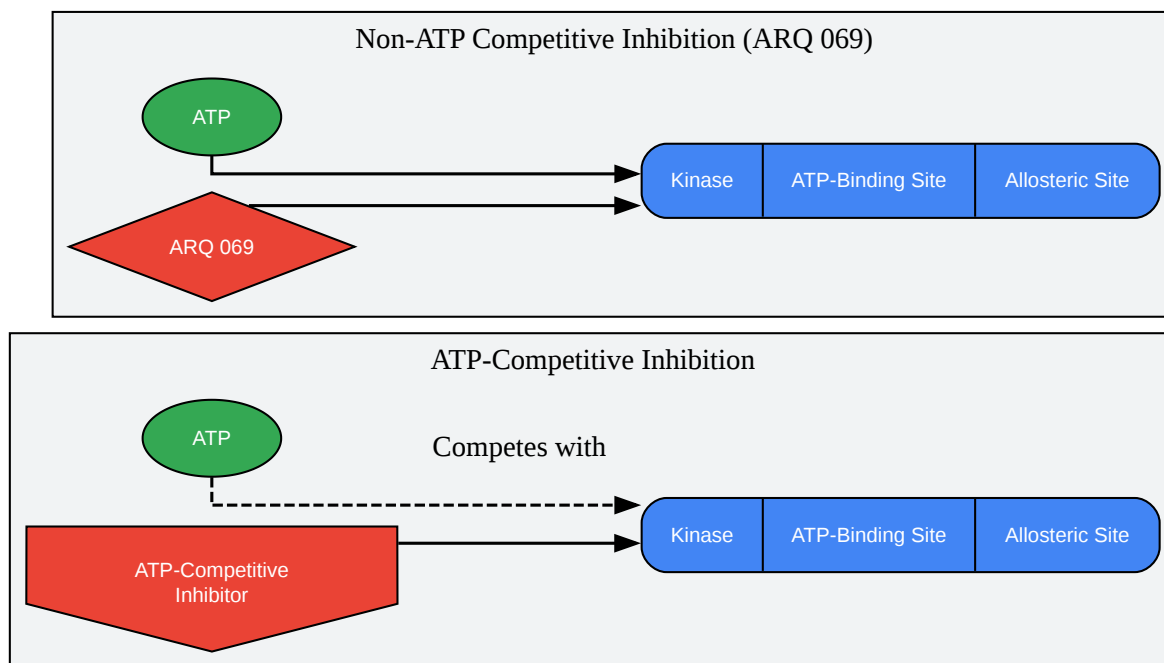 Non-ATP Competitive Inhibition (ARQ 069)
ATP
Kinase
ATP-Binding Site
Allosteric Site
ARQ 069
ATP-Competitive Inhibition
ATP
Competes with
Kinase
ATP-Binding Site
Allosteric Site
ATP-Competitive
Inhibitor